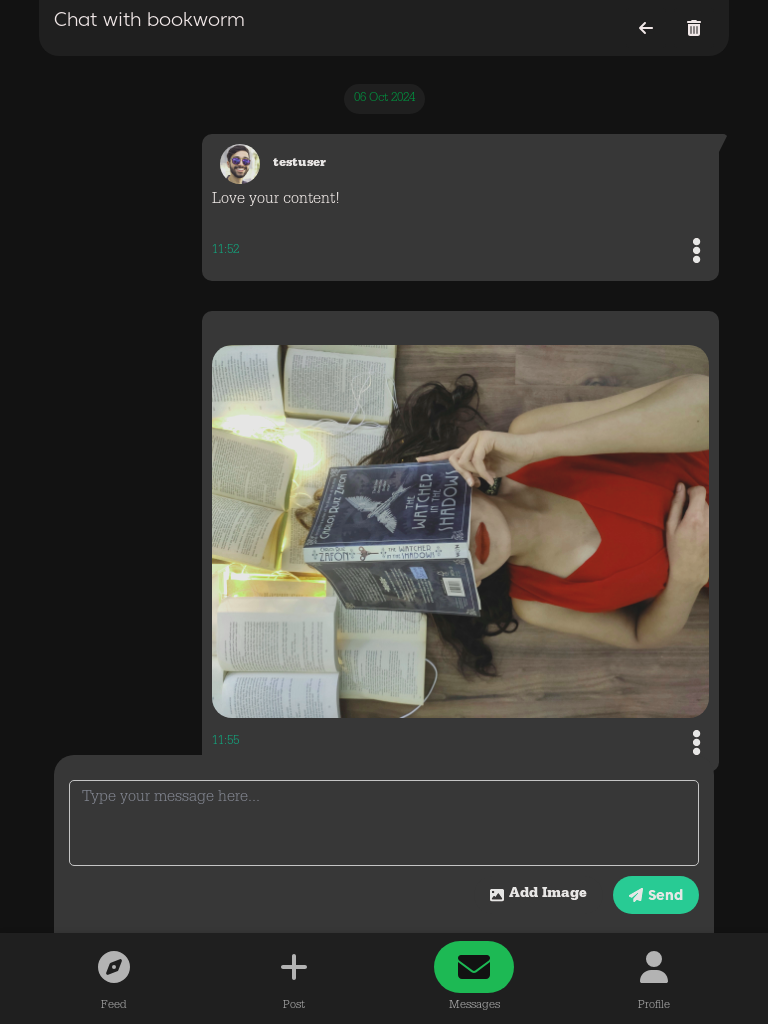 Chat with bookworm
06 Oct 2024
testuser
Love your content!
11:52
CARLOS RUIZ ZAFÓN
THE
WATCHER
IN THE
SHADOWS
ZAFÓN
THE WATCHER
IN THE SHADOWS
11:55
Type your message here...
Add Image
Send
Feed
Post
Messages
Profile